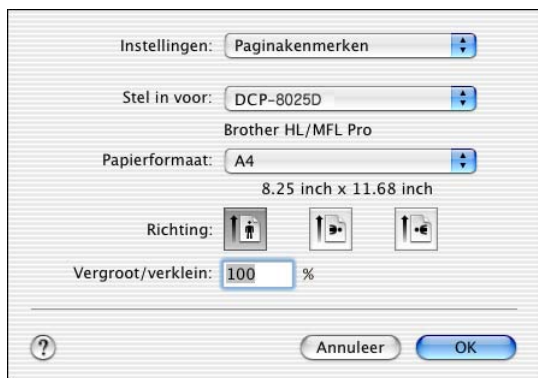 Instellingen: Paginakenmerken
Stel in voor: DCP-8025D
Brother HL/MFL Pro
Papierformaat: A4
8.25 inch x 11.68 inch
Richting:
Vergroot/verklein: 100 %
? Annuleer OK